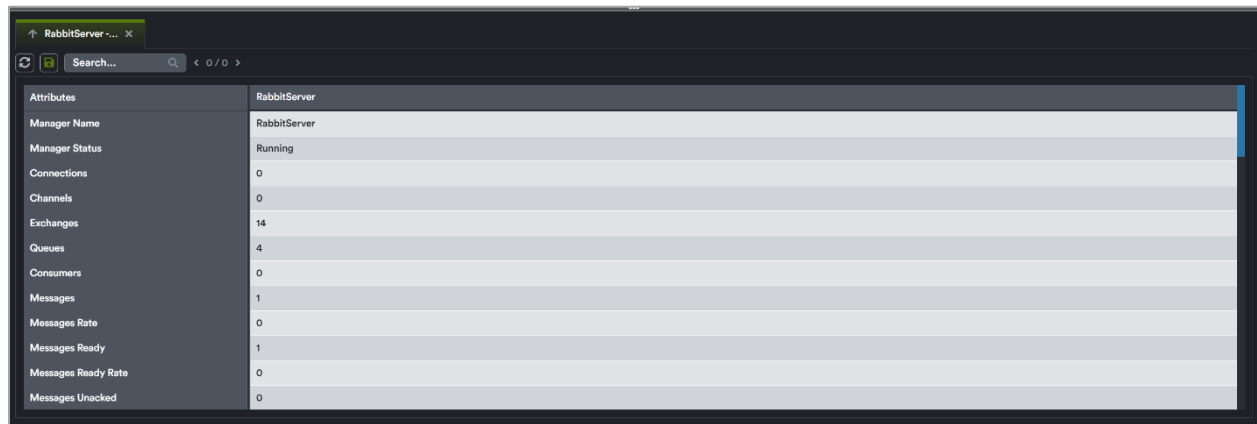 RabbitServer -... ×
Search... < 0/0 >
Attributes RabbitServer
Manager Name RabbitServer
Manager Status Running
Connections 0
Channels 0
Exchanges 14
Queues 4
Consumers 0
Messages 1
Messages Rate 0
Messages Ready 1
Messages Ready Rate 0
Messages Unacked 0